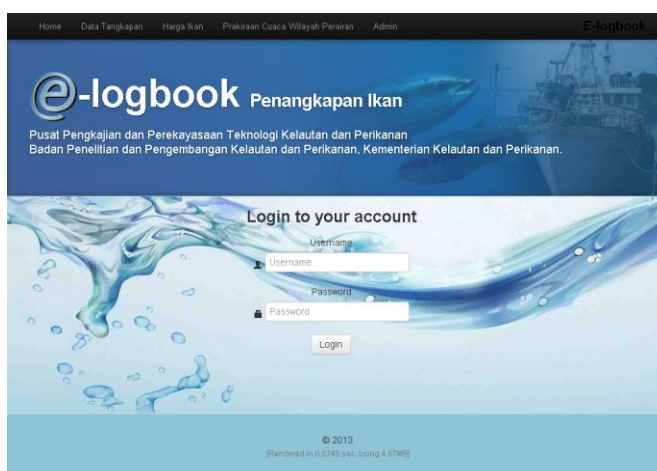 Home Data Tangkapan Harga Ikan Prakiraan Cuaca Wilayah Perairan Admin E-logbook
e-logbook Penangkapan Ikan
Pusat Pengkajian dan Perekayasaan Teknologi Kelautan dan Perikanan
Badan Penelitian dan Pengembangan Kelautan dan Perikanan, Kementerian Kelautan dan Perikanan.
Login to your account
Username
Username
Password
Password
Login
© 2013
[Rendered in 0.0248 sec. using 4.67MB]